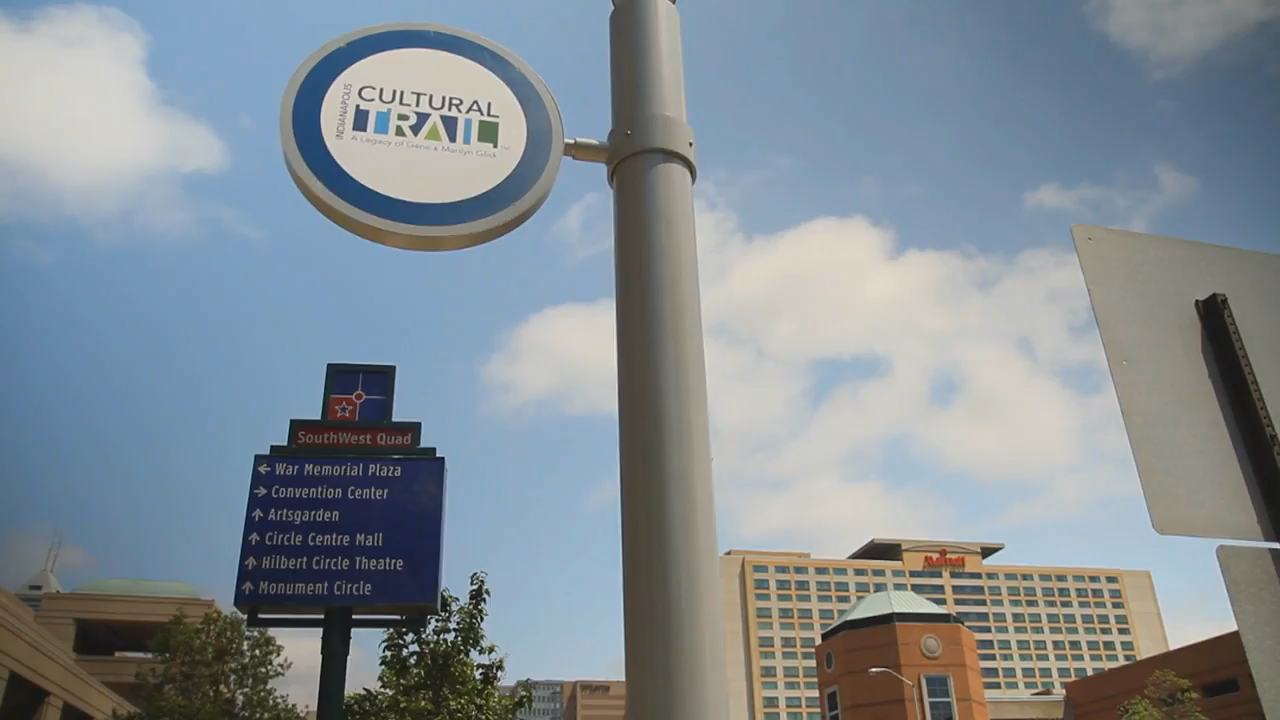 INDIANAPOLIS
CULTURAL
TRAIL
A Legacy of Gene & Marilyn Glick
SouthWest Quad
← War Memorial Plaza
→ Convention Center
↑ Artsgarden
↑ Circle Centre Mall
↑ Hilbert Circle Theatre
↑ Monument Circle
Marriott